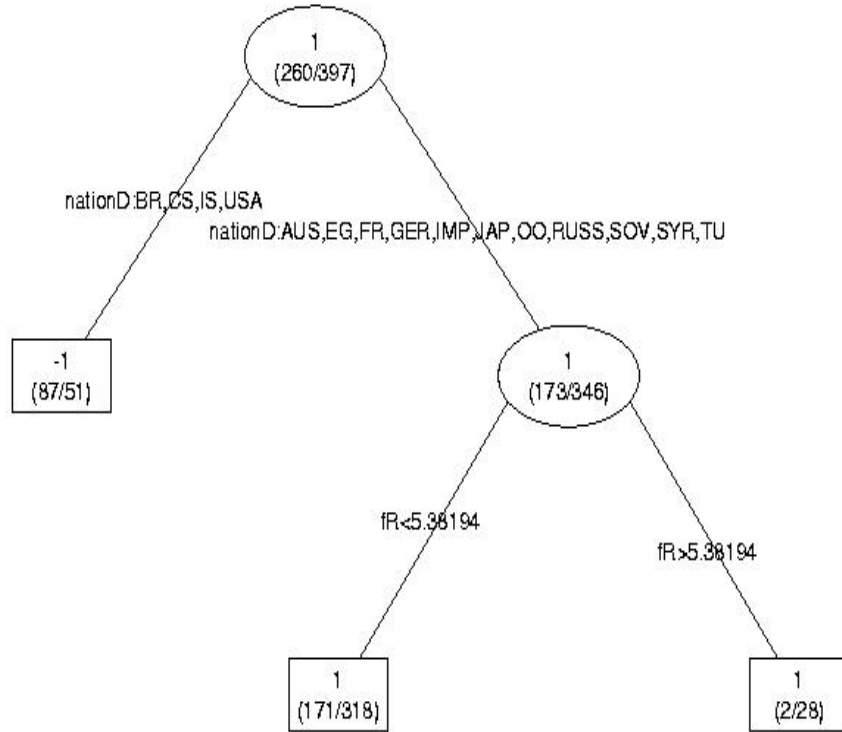 1
(260/397)
nationD:BR,CS,IS,USA
nationD:AUS,EG,FR,GER,IMP,JAP,OO,RUSS,SOV,SYR,TU
-1
(87/51)
1
(173/346)
fR<5.38194
fR>5.38194
1
(171/318)
1
(2/28)